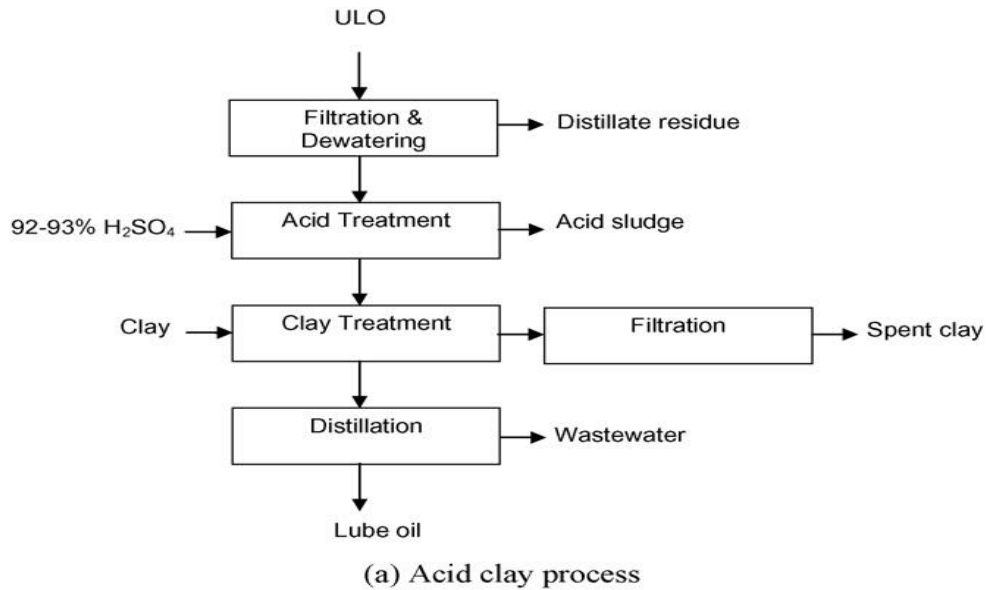 ULO
Filtration &
Dewatering
Distillate residue
92-93% H₂SO₄
Acid Treatment
Acid sludge
Clay
Clay Treatment
Filtration
Spent clay
Distillation
Wastewater
Lube oil
(a) Acid clay process